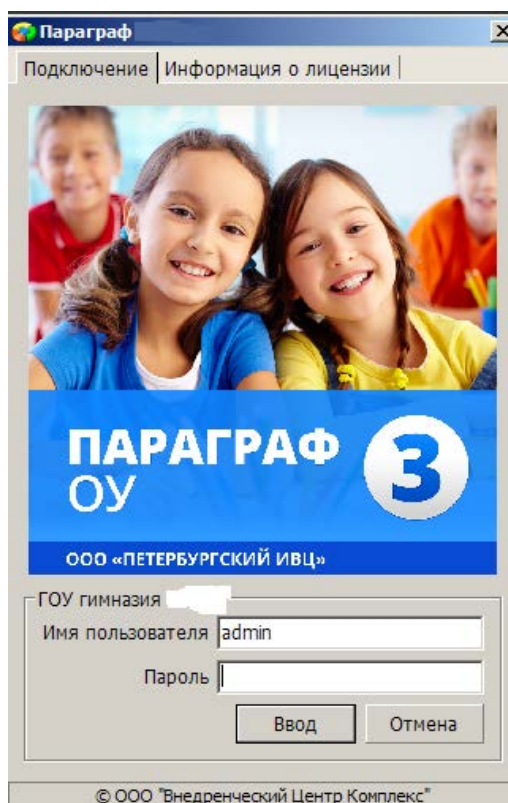 Параграф
Подключение Информация о лицензии
ПАРАГРАФ 3
ОУ
ООО «ПЕТЕРБУРГСКИЙ ИВЦ»
ГОУ гимназия
Имя пользователя admin
Пароль
Ввод Отмена
© ООО "Внедренческий Центр Комплекс"